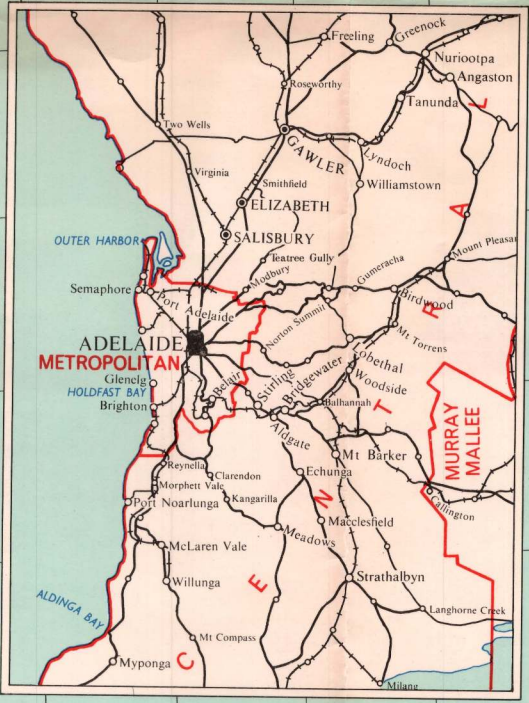 Freeling
Greenock
Nuriootpa
Angaston
Roseworthy
Tanunda
Two Wells
GAWLER
Lyndoch
Virginia
Smithfield
Williamstown
ELIZABETH
SALISBURY
OUTER HARBOR
Teatree Gully
Mount Pleasan
Modbury
Gumeracha
Semaphore
Port Adelaide
Birdwood
Norton Summit
Mt Torrens
ADELAIDE
METROPOLITAN
Glenelg
HOLDFAST BAY
Brighton
Belair
Stirling
Bridgewater
obethal
Woodside
Balhannah
Aldgate
MURRAY
MALLEE
Mt Barker
Reynella
Clarendon
Echunga
Morphett Vale
Kangarilla
Port Noarlunga
Callington
Macclesfield
Meadows
McLaren Vale
Willunga
Strathalbyn
ALDINGA BAY
Langhorne Creek
Mt Compass
Myponga
Milang
CENTRAL